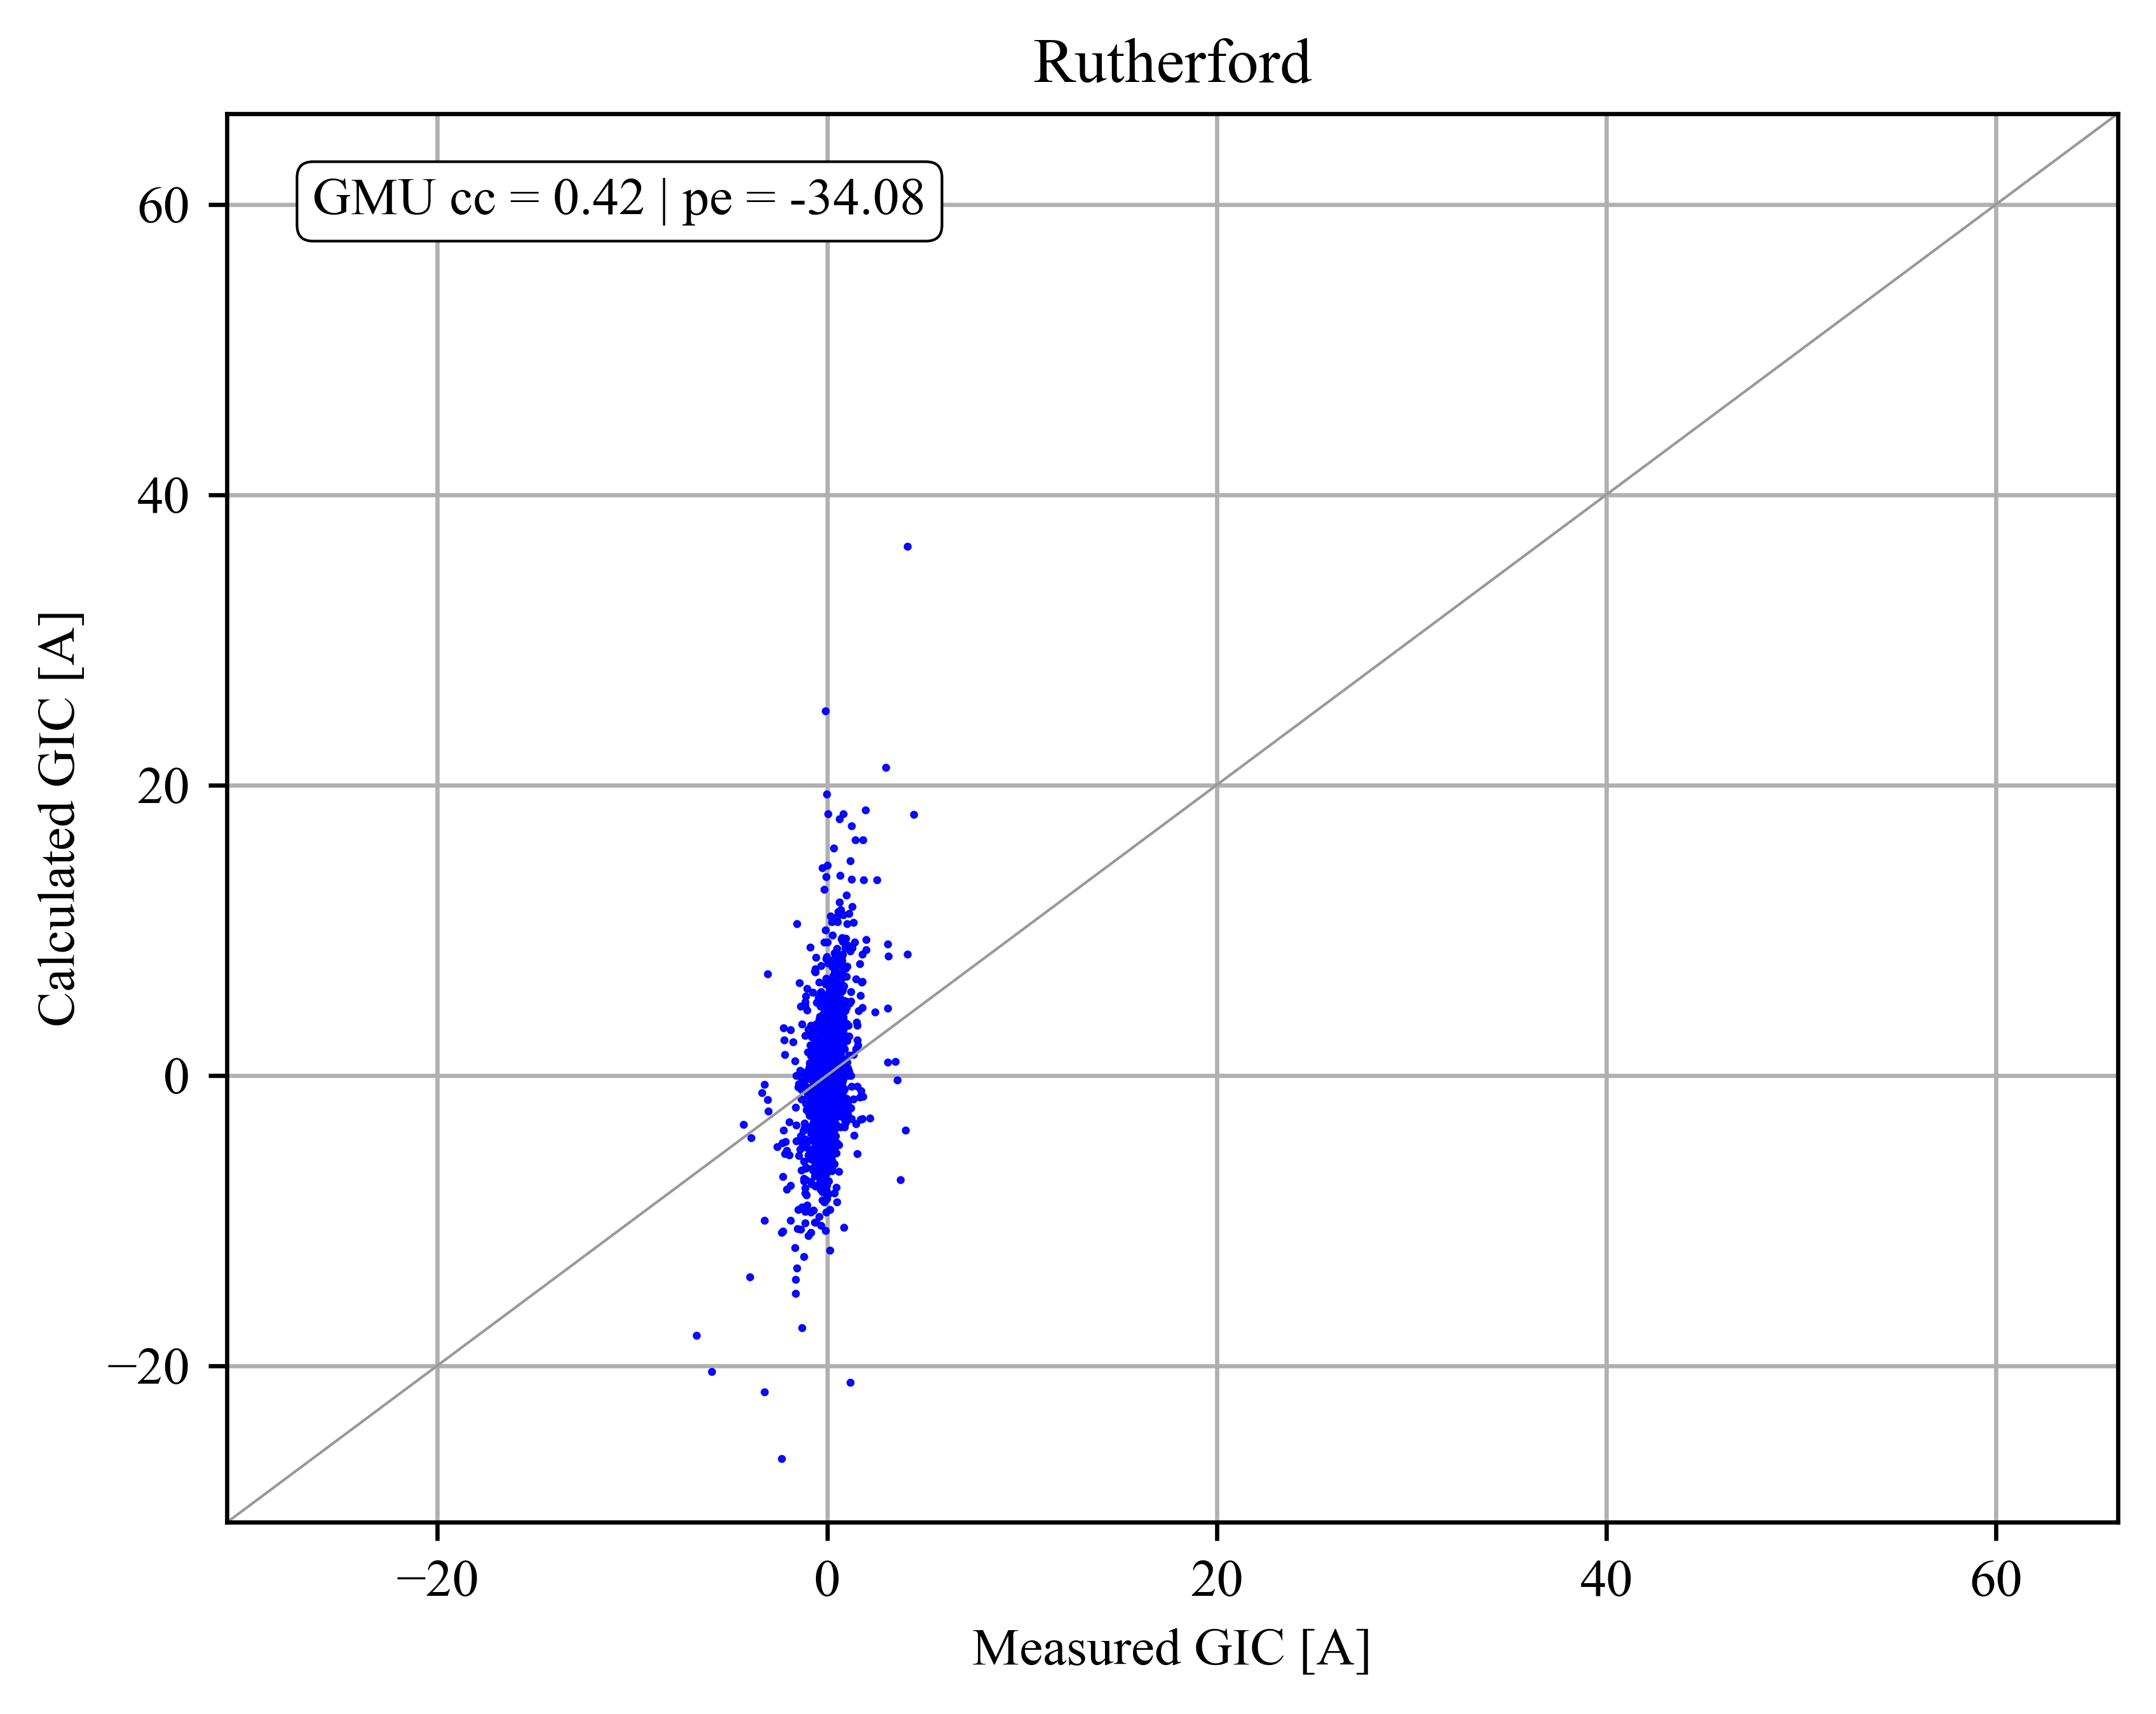 Rutherford
GMU cc = 0.42 | pe = -34.08
60
40
20
0
−20
Calculated GIC [A]
−20 0 20 40 60
Measured GIC [A]